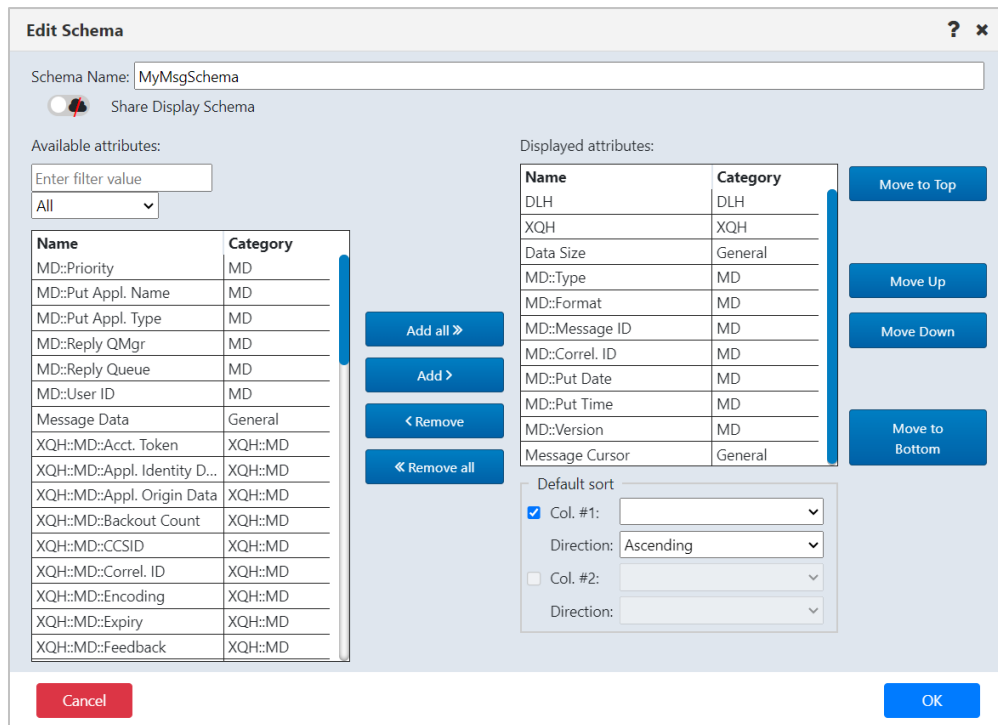 Edit Schema ? ×
Schema Name: MyMsgSchema
Share Display Schema
Available attributes:
Enter filter value
All
Name Category
MD::Priority MD
MD::Put Appl. Name MD
MD::Put Appl. Type MD
MD::Reply QMgr MD
MD::Reply Queue MD
MD::User ID MD
Message Data General
XQH::MD::Acct. Token XQH::MD
XQH::MD::Appl. Identity D... XQH::MD
XQH::MD::Appl. Origin Data XQH::MD
XQH::MD::Backout Count XQH::MD
XQH::MD::CCSID XQH::MD
XQH::MD::Correl. ID XQH::MD
XQH::MD::Encoding XQH::MD
XQH::MD::Expiry XQH::MD
XQH::MD::Feedback XQH::MD
Add all »
Add >
< Remove
« Remove all
Displayed attributes:
Name Category
DLH DLH
XQH XQH
Data Size General
MD::Type MD
MD::Format MD
MD::Message ID MD
MD::Correl. ID MD
MD::Put Date MD
MD::Put Time MD
MD::Version MD
Message Cursor General
Move to Top
Move Up
Move Down
Move to
Bottom
Default sort
Col. #1:
Direction: Ascending
Col. #2:
Direction:
Cancel
OK